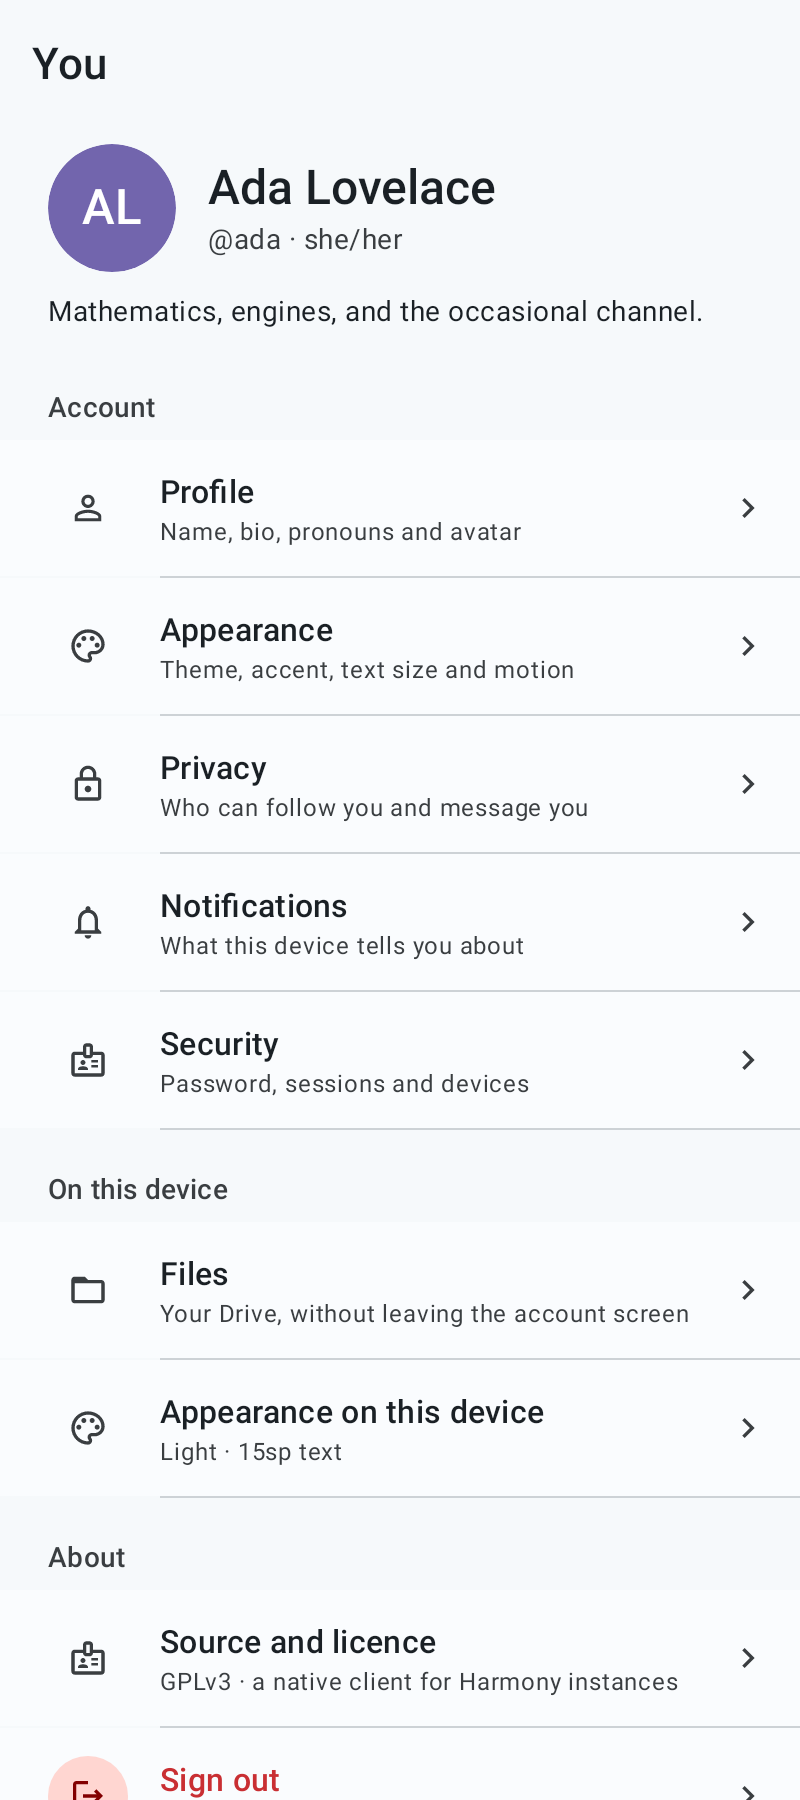 You
AL
Ada Lovelace
@ada · she/her
Mathematics, engines, and the occasional channel.
Account
Profile
Name, bio, pronouns and avatar
Appearance
Theme, accent, text size and motion
Privacy
Who can follow you and message you
Notifications
What this device tells you about
Security
Password, sessions and devices
On this device
Files
Your Drive, without leaving the account screen
Appearance on this device
Light · 15sp text
About
Source and licence
GPLv3 · a native client for Harmony instances
Sign out